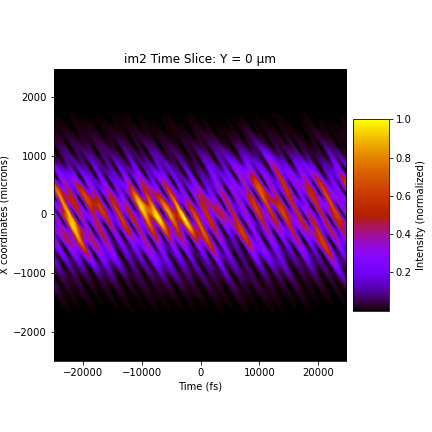 im2 Time Slice: Y = 0 μm
X coordinates (microns)
2000
1000
0
−1000
−2000
−20000 −10000 0 10000 20000
Time (fs)
1.0
0.8
0.6
0.4
0.2
Intensity (normalized)